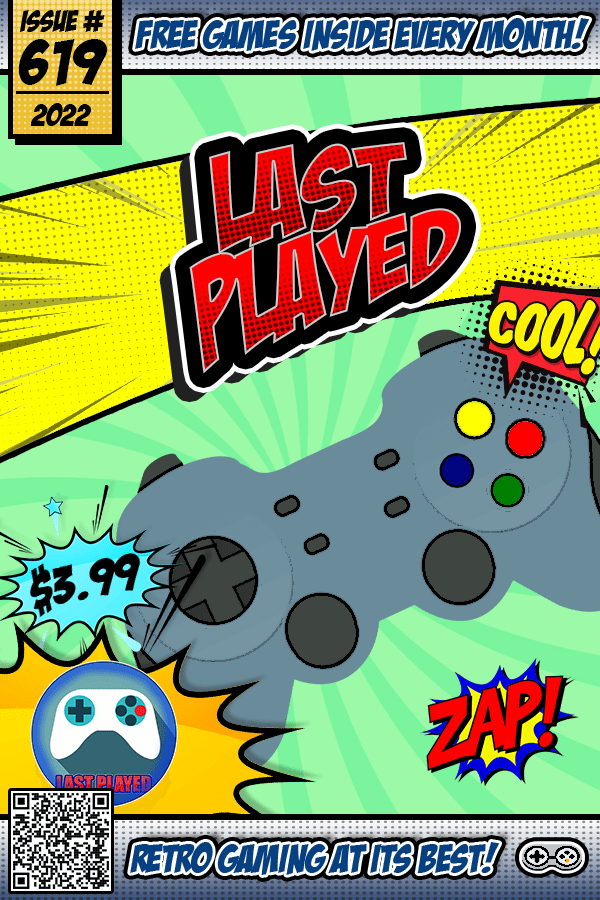 ISSUE #
619
2022
FREE GAMES INSIDE EVERY MONTH!
LAST
PLAYED
COOL!
$3.99
ZAP!
LAST PLAYED
RETRO GAMING AT ITS BEST!